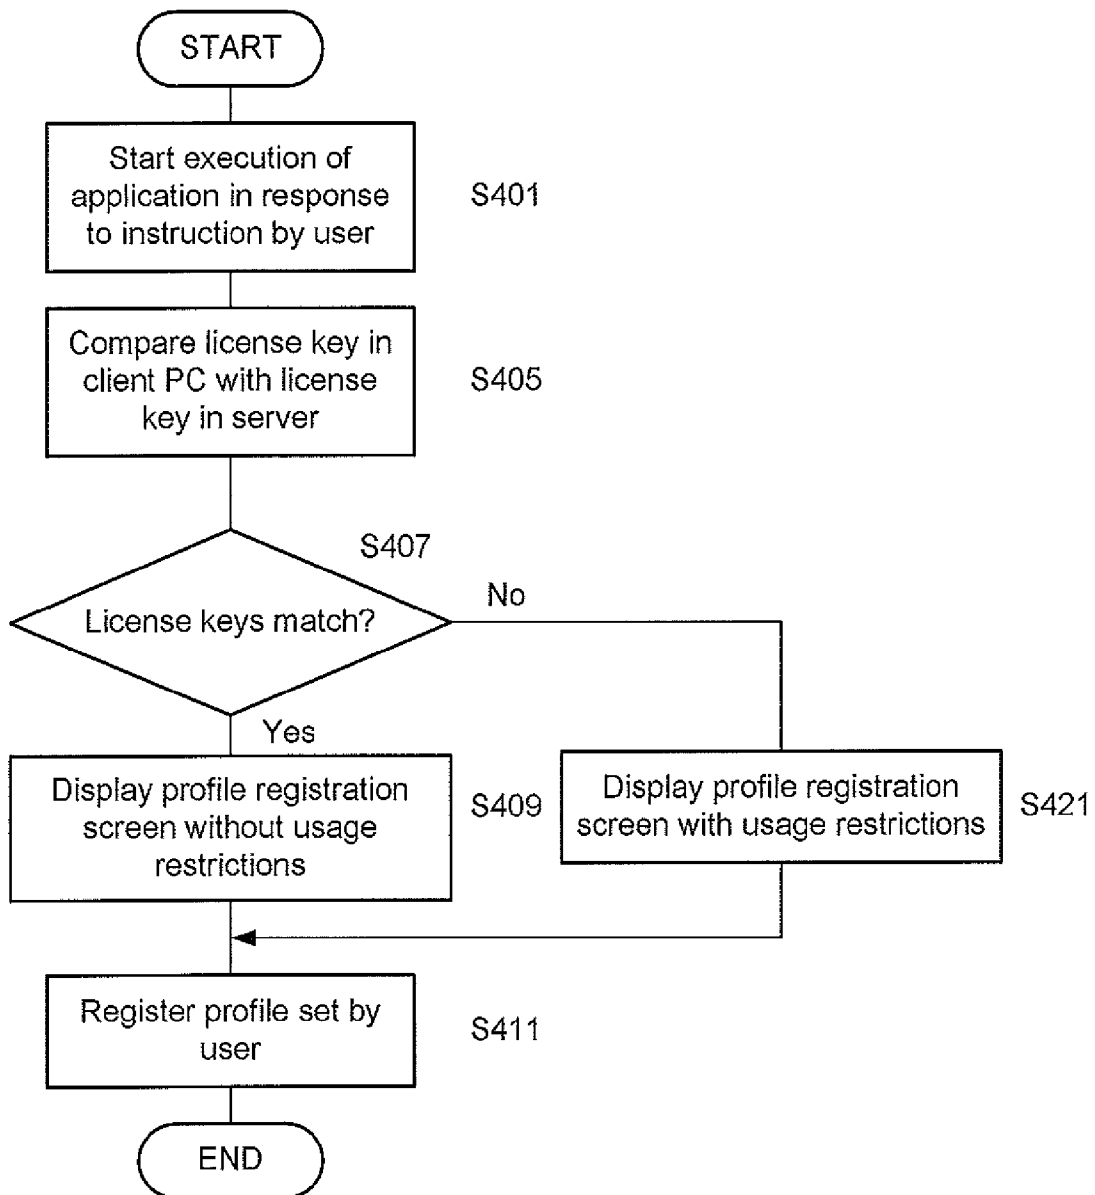 START
Start execution of
application in response
to instruction by user
S401
Compare license key in
client PC with license
key in server
S405
S407
License keys match?
No
Yes
Display profile registration
screen without usage
restrictions
S409
Display profile registration
screen with usage restrictions
S421
Register profile set by
user
S411
END